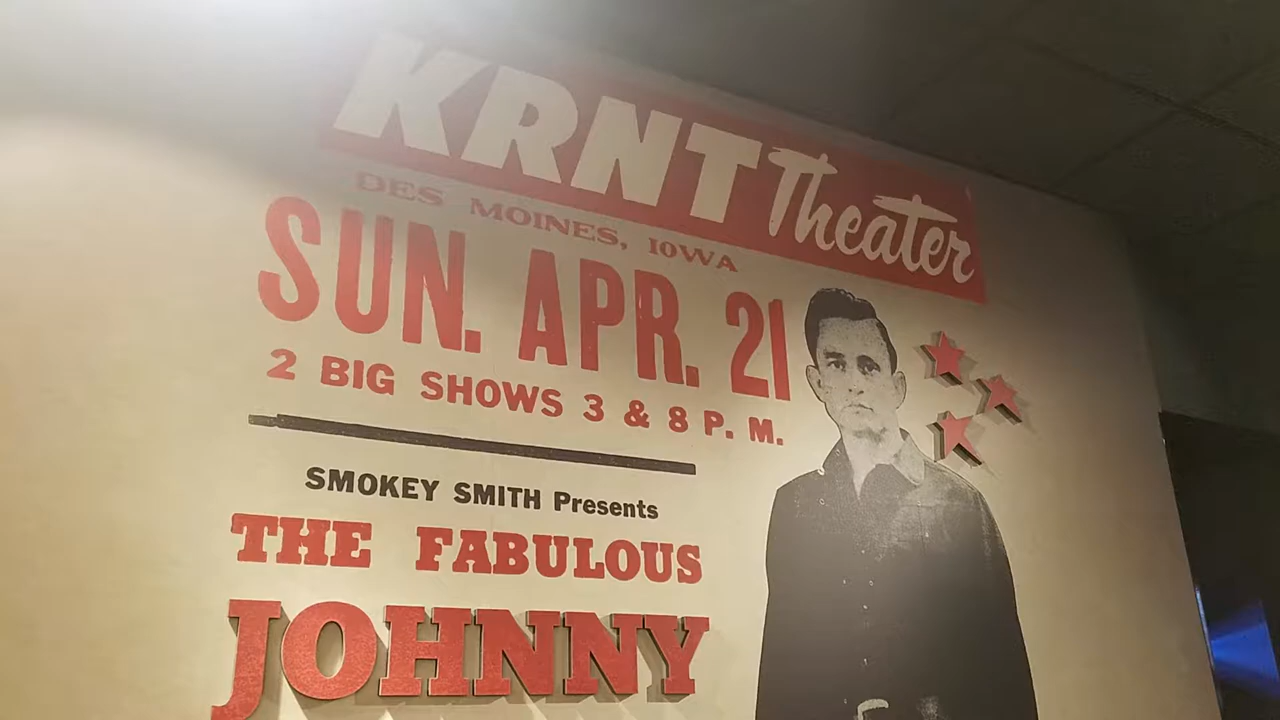 KRNT Theater
DES MOINES, IOWA
SUN. APR. 21
2 BIG SHOWS 3 & 8 P. M.
SMOKEY SMITH Presents
THE FABULOUS
JOHNNY